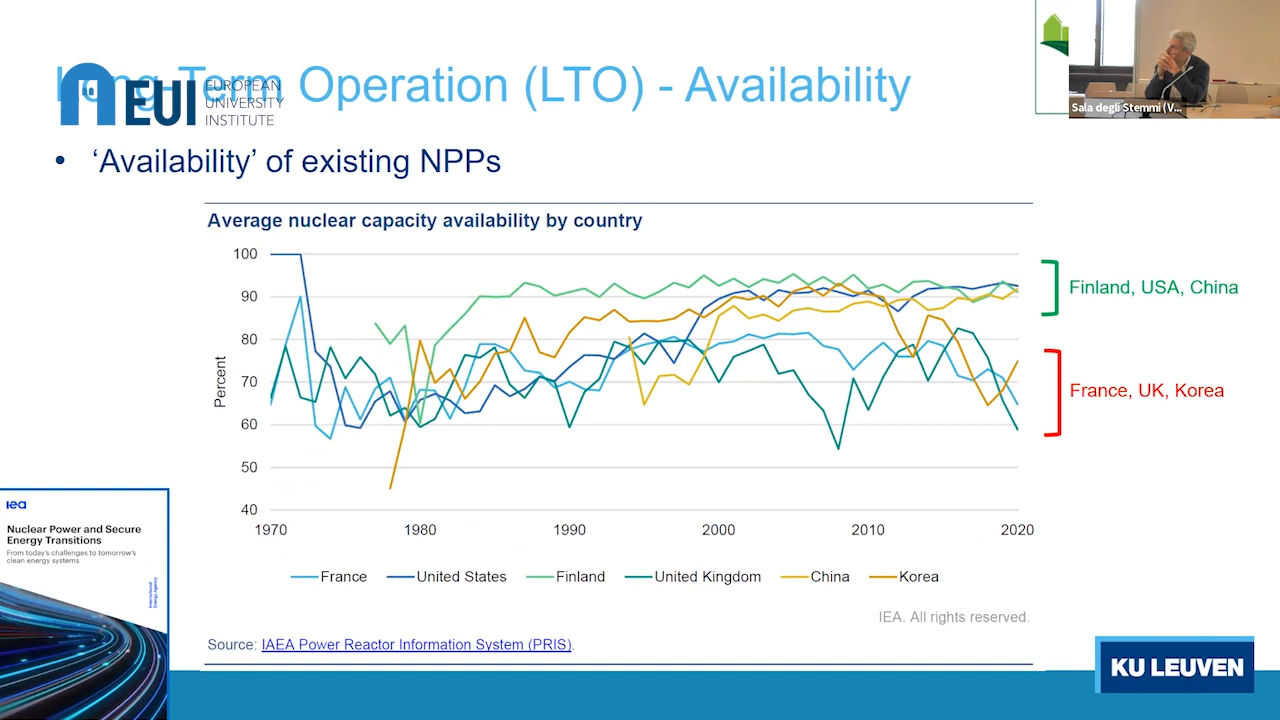 Long-Term Operation (LTO) - Availability
EUI
EUROPEAN
UNIVERSITY
INSTITUTE
Sala degli Stemmi (V...
• ‘Availability’ of existing NPPs
Average nuclear capacity availability by country
Percent
100
90
80
70
60
50
40
1970
1980
1990
2000
2010
2020
Finland, USA, China
France, UK, Korea
France
United States
Finland
United Kingdom
China
Korea
IEA. All rights reserved.
Source: IAEA Power Reactor Information System (PRIS).
iea
Nuclear Power and Secure
Energy Transitions
From today's challenges to tomorrow's
clean energy systems
International
Energy Agency
KU LEUVEN